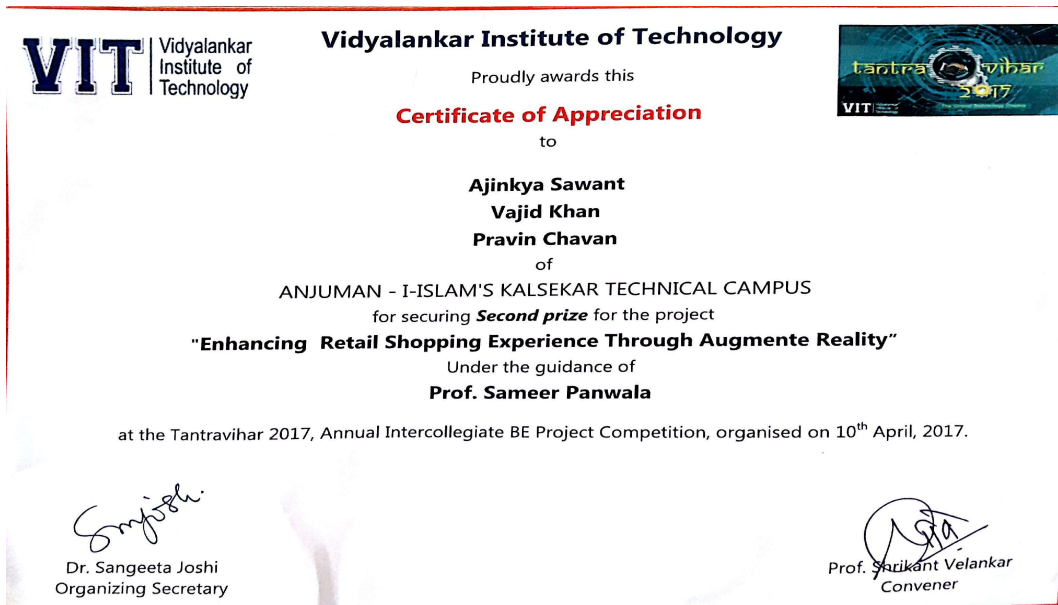 VIT
Vidyalankar
Institute of
Technology
Vidyalankar Institute of Technology
tantra vihar
2017
VIT
Proudly awards this
Certificate of Appreciation
to
Ajinkya Sawant
Vajid Khan
Pravin Chavan
of
ANJUMAN - I-ISLAM'S KALSEKAR TECHNICAL CAMPUS
for securing Second prize for the project
"Enhancing Retail Shopping Experience Through Augmente Reality”
Under the guidance of
Prof. Sameer Panwala
at the Tantravihar 2017, Annual Intercollegiate BE Project Competition, organised on 10th April, 2017.
Dr. Sangeeta Joshi
Organizing Secretary
Prof. Shrikant Velankar
Convener